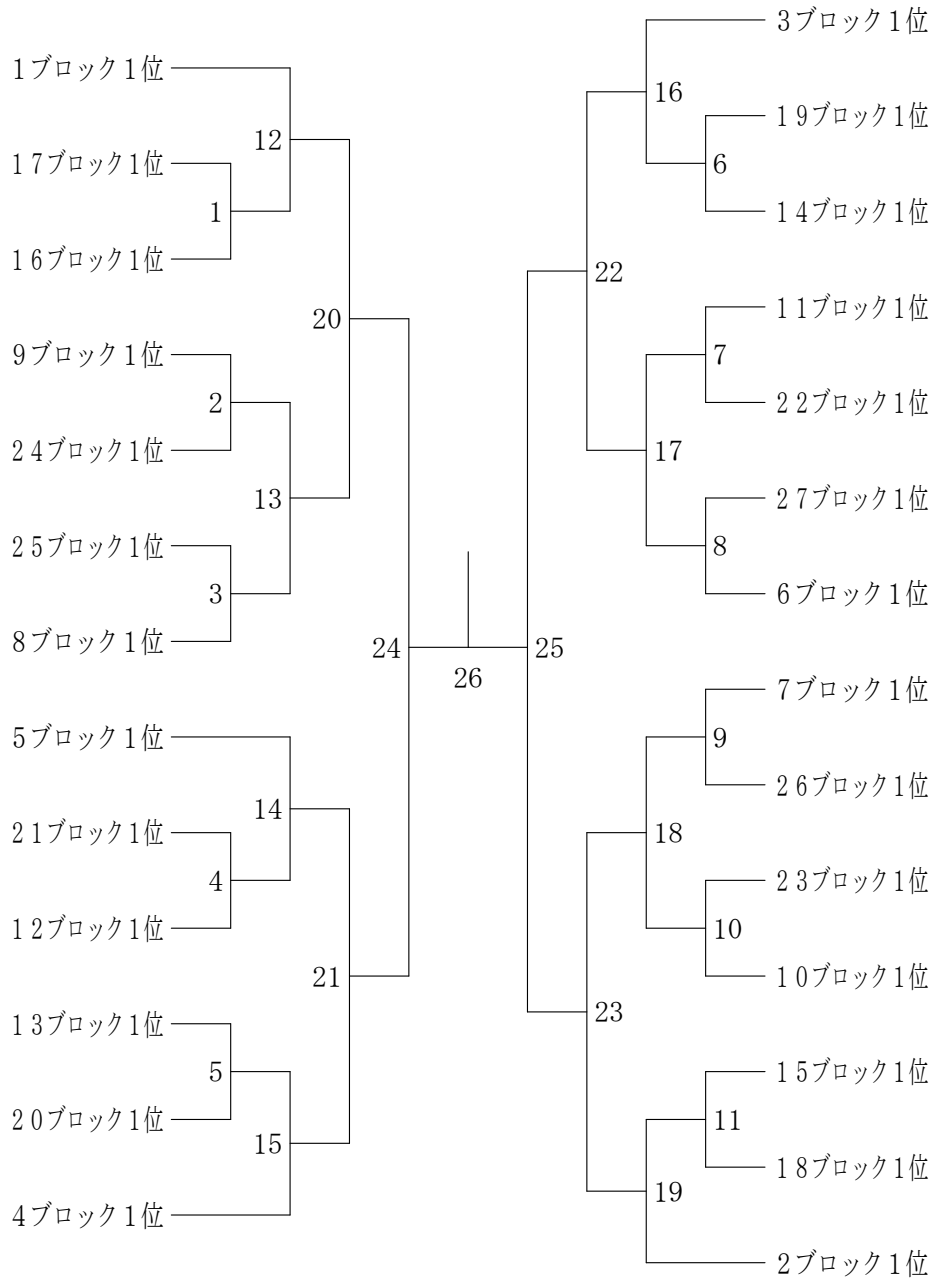 1ブロック1位
17ブロック1位
16ブロック1位
9ブロック1位
24ブロック1位
25ブロック1位
8ブロック1位
5ブロック1位
21ブロック1位
12ブロック1位
13ブロック1位
20ブロック1位
4ブロック1位
1
2
3
4
5
12
13
14
15
20
21
24
26
25
22
23
16
17
18
19
6
7
8
9
10
11
3ブロック1位
19ブロック1位
14ブロック1位
11ブロック1位
22ブロック1位
27ブロック1位
6ブロック1位
7ブロック1位
26ブロック1位
23ブロック1位
10ブロック1位
15ブロック1位
18ブロック1位
2ブロック1位